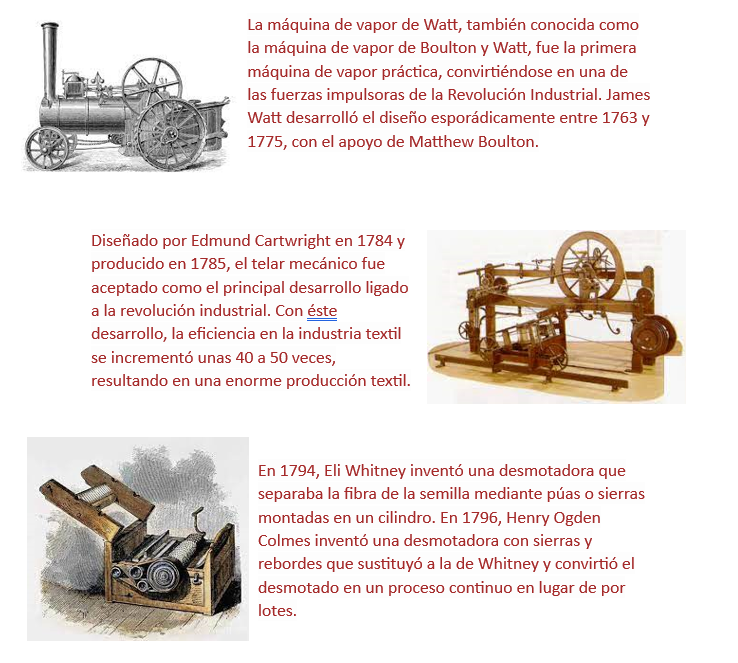 La máquina de vapor de Watt, también conocida como
la máquina de vapor de Boulton y Watt, fue la primera
máquina de vapor práctica, convirtiéndose en una de
las fuerzas impulsoras de la Revolución Industrial. James
Watt desarrolló el diseño esporádicamente entre 1763 y
1775, con el apoyo de Matthew Boulton.
Diseñado por Edmund Cartwright en 1784 y
producido en 1785, el telar mecánico fue
aceptado como el principal desarrollo ligado
a la revolución industrial. Con éste
desarrollo, la eficiencia en la industria textil
se incrementó unas 40 a 50 veces,
resultando en una enorme producción textil.
En 1794, Eli Whitney inventó una desmotadora que
separaba la fibra de la semilla mediante púas o sierras
montadas en un cilindro. En 1796, Henry Ogden
Colmes inventó una desmotadora con sierras y
rebordes que sustituyó a la de Whitney y convirtió el
desmotado en un proceso continuo en lugar de por
lotes.